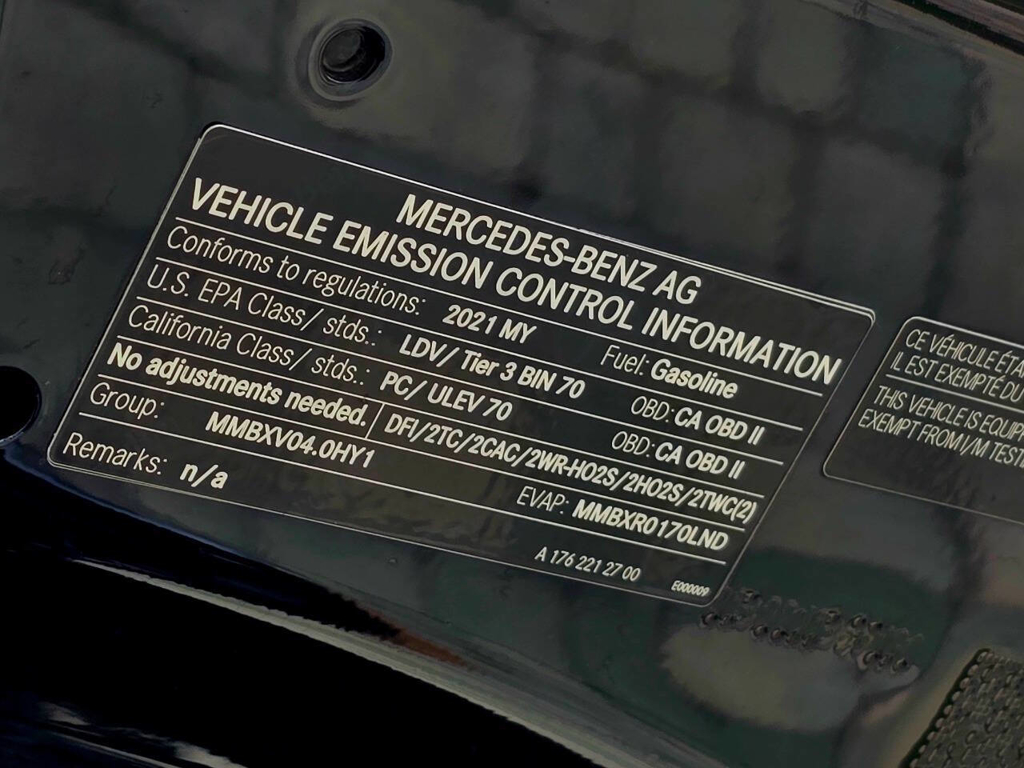 MERCEDES-BENZ AG
VEHICLE EMISSION CONTROL INFORMATION
Conforms to regulations: 2021 MY Fuel: Gasoline
U.S. EPA Class/ stds.: LDV/ Tier 3 BIN 70 OBD: CA OBD II
California Class/ stds.: PC/ ULEV 70 OBD: CA OBD II
No adjustments needed. DFI/2TC/2CAC/2WR-HO2S/2HO2S/2TWC(2)
Group: MMBXV04.0HY1 EVAP: MMBXR0170LND
Remarks: n/a
A 176 221 27 00 E000009
CE VÉHICULE
IL EST EXEMPTÉ DU
THIS VEHICLE IS
EXEMPT FROM I/M